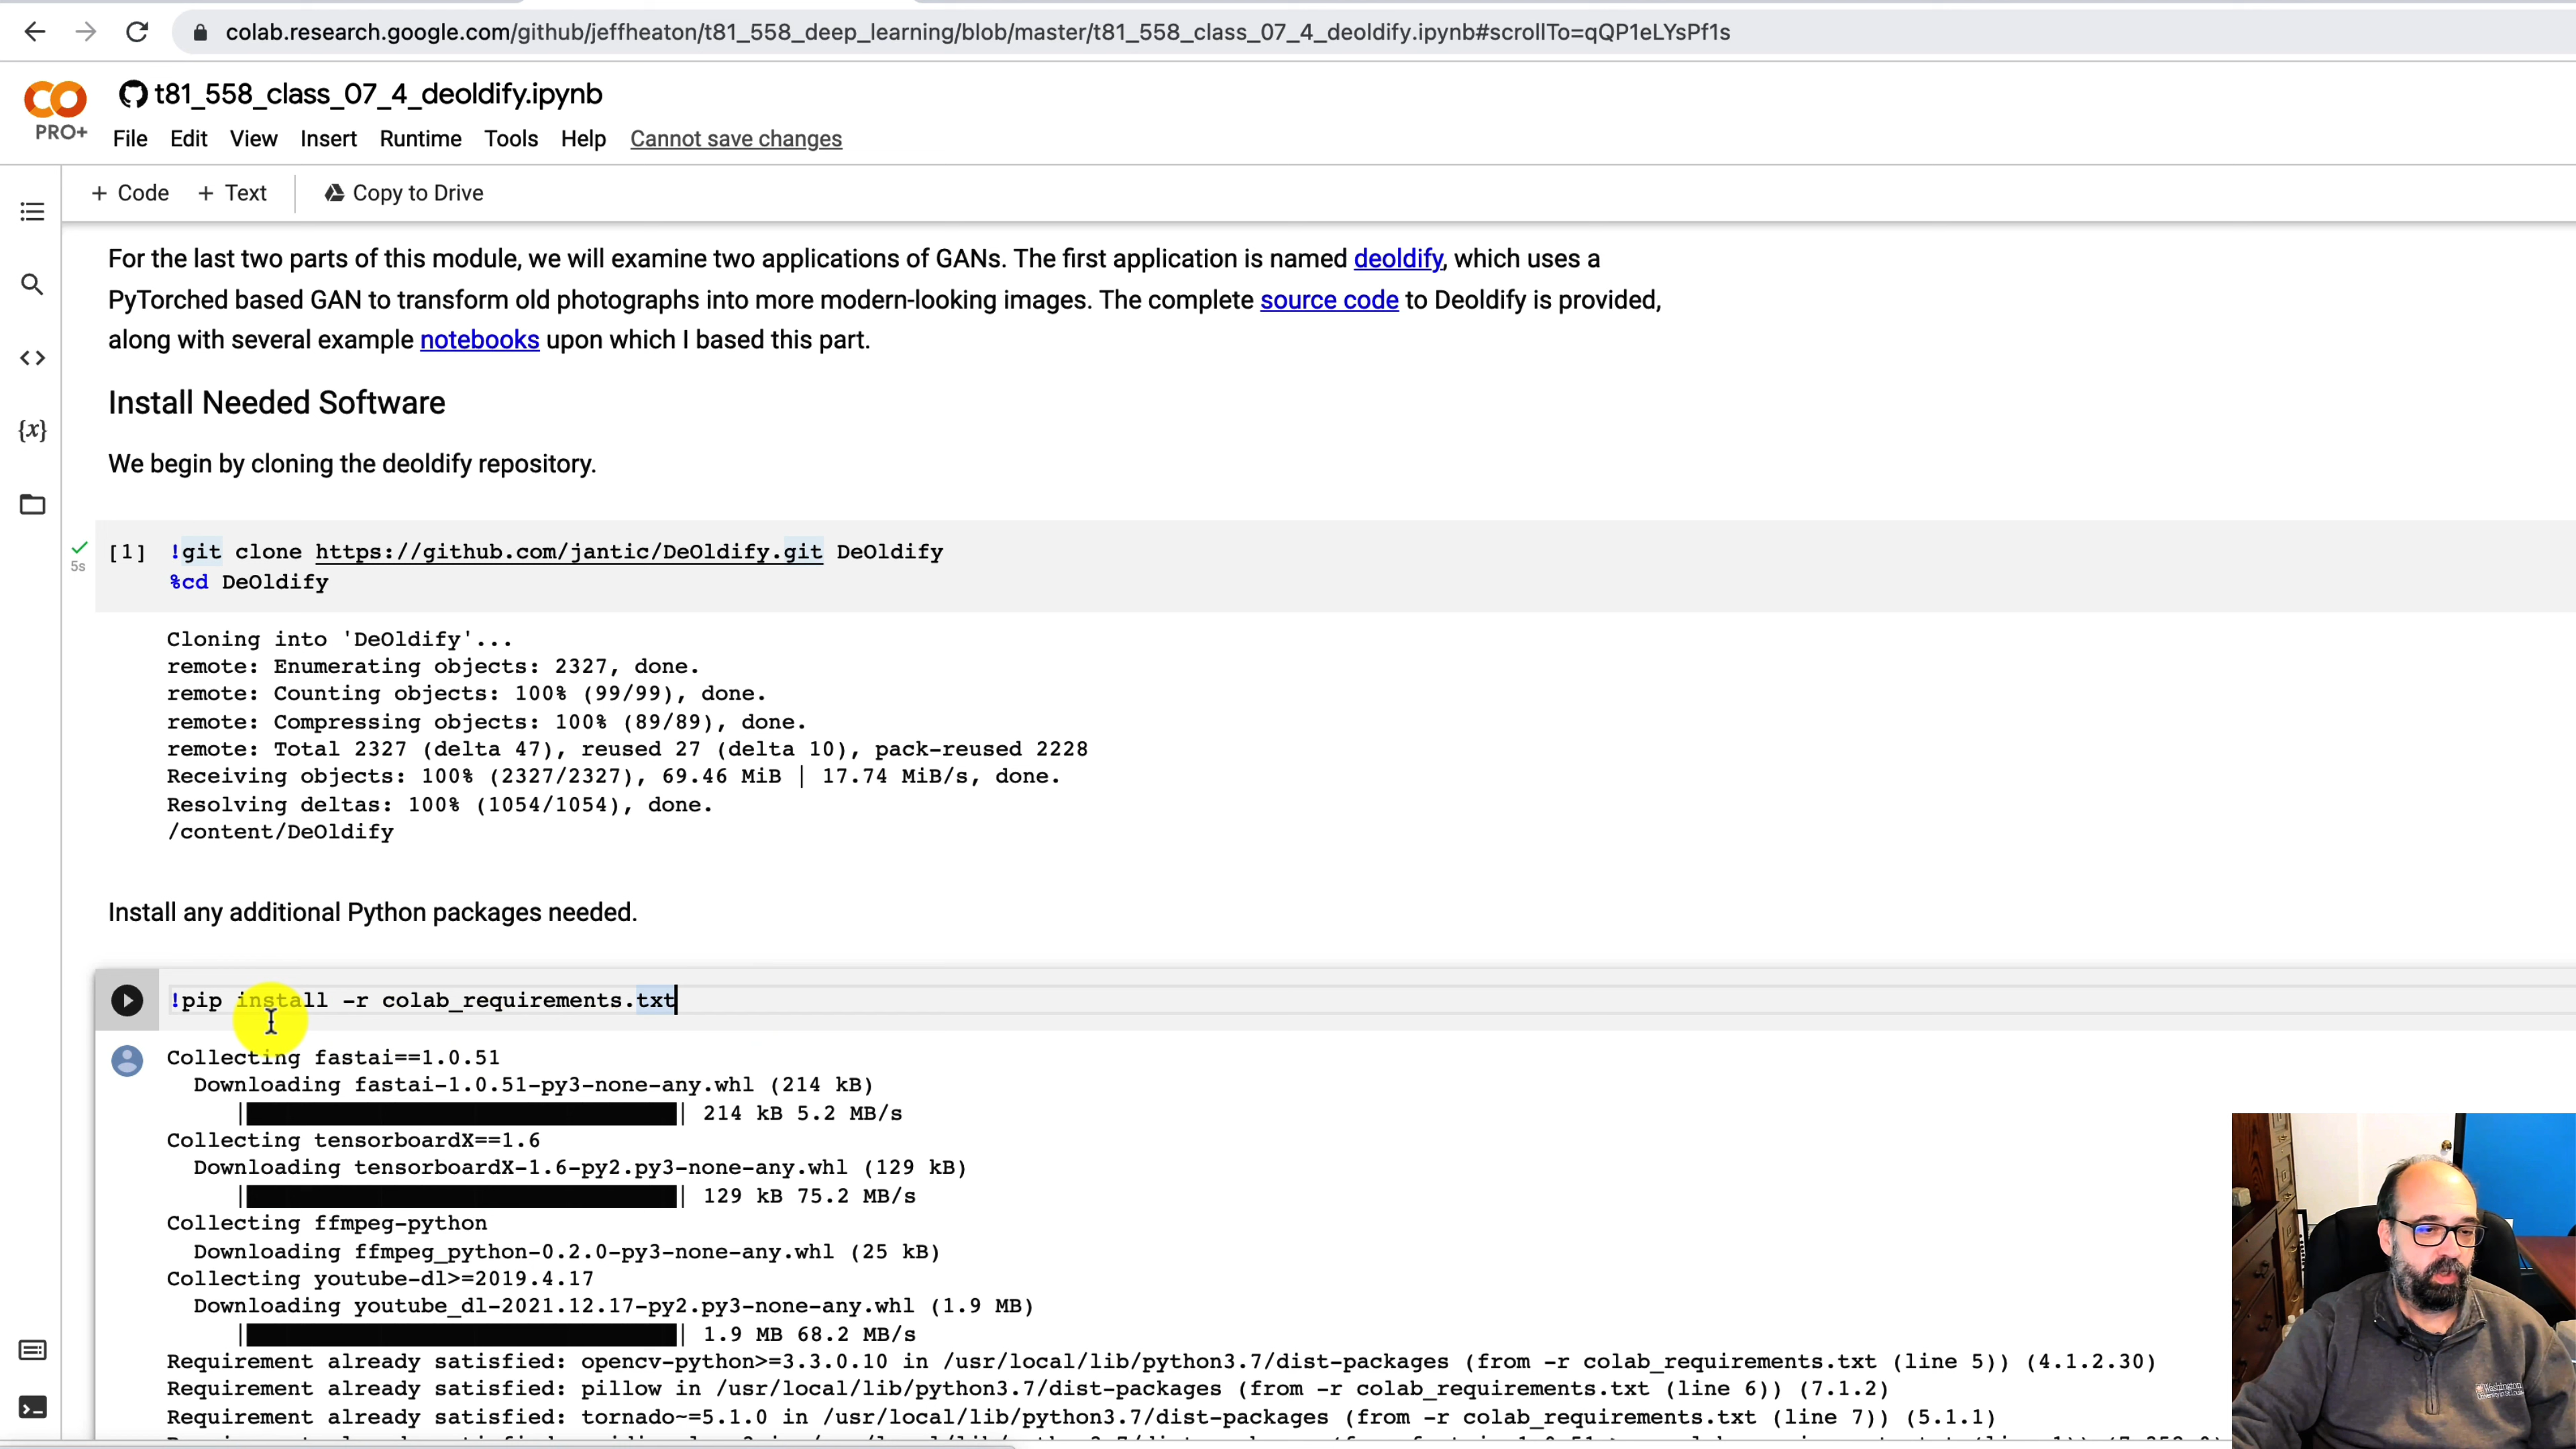 colab.research.google.com/github/jeffheaton/t81_558_deep_learning/blob/master/t81_558_class_07_4_deoldify.ipynb#scrollTo=qQP1eLYsPf1s
t81_558_class_07_4_deoldify.ipynb
PRO+
File Edit View Insert Runtime Tools Help Cannot save changes
+ Code + Text Copy to Drive
For the last two parts of this module, we will examine two applications of GANs. The first application is named deoldify, which uses a
PyTorched based GAN to transform old photographs into more modern-looking images. The complete source code to Deoldify is provided,
along with several example notebooks upon which I based this part.
Install Needed Software
We begin by cloning the deoldify repository.
[1] !git clone https://github.com/jantic/DeOldify.git DeOldify
5s
%cd DeOldify
Cloning into 'DeOldify'...
remote: Enumerating objects: 2327, done.
remote: Counting objects: 100% (99/99), done.
remote: Compressing objects: 100% (89/89), done.
remote: Total 2327 (delta 47), reused 27 (delta 10), pack-reused 2228
Receiving objects: 100% (2327/2327), 69.46 MiB | 17.74 MiB/s, done.
Resolving deltas: 100% (1054/1054), done.
/content/DeOldify
Install any additional Python packages needed.
!pip install -r colab_requirements.txt
Collecting fastai==1.0.51
Downloading fastai-1.0.51-py3-none-any.whl (214 kB)
| | 214 kB 5.2 MB/s
Collecting tensorboardX==1.6
Downloading tensorboardX-1.6-py2.py3-none-any.whl (129 kB)
| | 129 kB 75.2 MB/s
Collecting ffmpeg-python
Downloading ffmpeg_python-0.2.0-py3-none-any.whl (25 kB)
Collecting youtube-dl>=2019.4.17
Downloading youtube_dl-2021.12.17-py2.py3-none-any.whl (1.9 MB)
| | 1.9 MB 68.2 MB/s
Requirement already satisfied: opencv-python>=3.3.0.10 in /usr/local/lib/python3.7/dist-packages (from -r colab_requirements.txt (line 5)) (4.1.2.30)
Requirement already satisfied: pillow in /usr/local/lib/python3.7/dist-packages (from -r colab_requirements.txt (line 6)) (7.1.2)
Requirement already satisfied: tornado~=5.1.0 in /usr/local/lib/python3.7/dist-packages (from -r colab_requirements.txt (line 7)) (5.1.1)
{x}
Washington